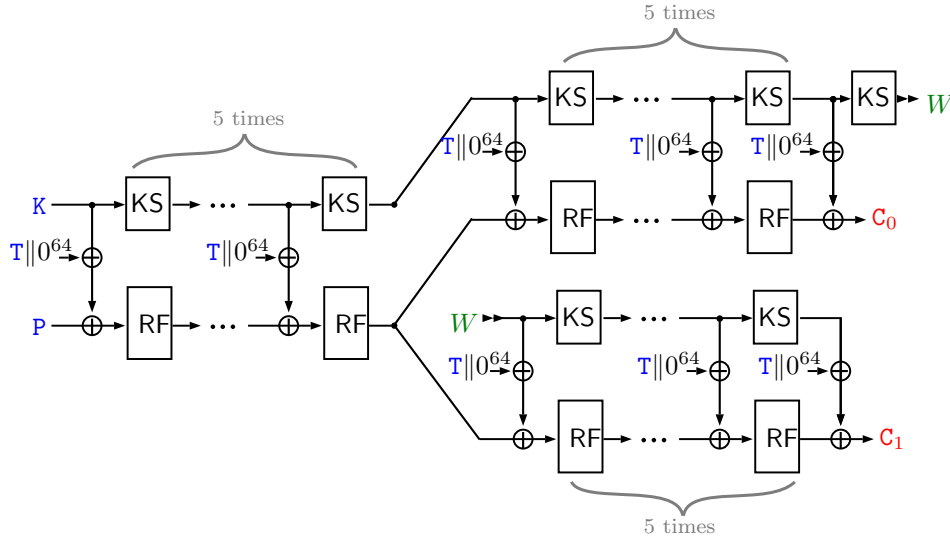 5 times
KS ... KS KS W
T∥0⁶⁴ T∥0⁶⁴ T∥0⁶⁴
5 times
K KS ... KS
RF ... RF C₀
T∥0⁶⁴ T∥0⁶⁴
P RF ... RF
W KS ... KS
T∥0⁶⁴ T∥0⁶⁴ T∥0⁶⁴
RF ... RF C₁
5 times